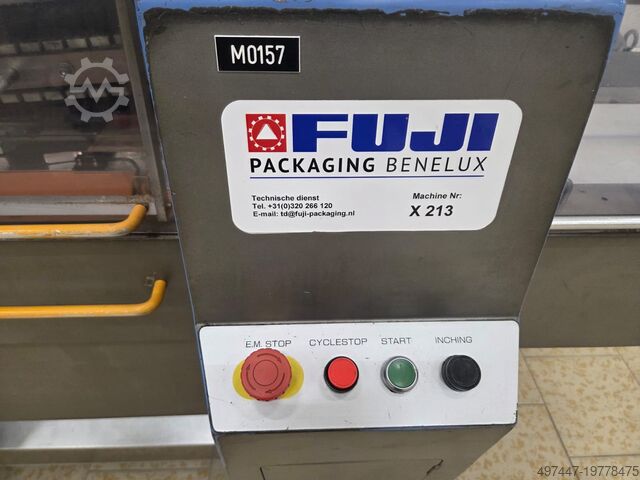 M0157
FUJI
PACKAGING BENELUX
Technische dienst
Tel. +31(0)320 266 120
E-mail: td@fuji-packaging.nl
Machine Nr:
X 213
E.M. STOP CYCLESTOP START INCHING
497447-19778475